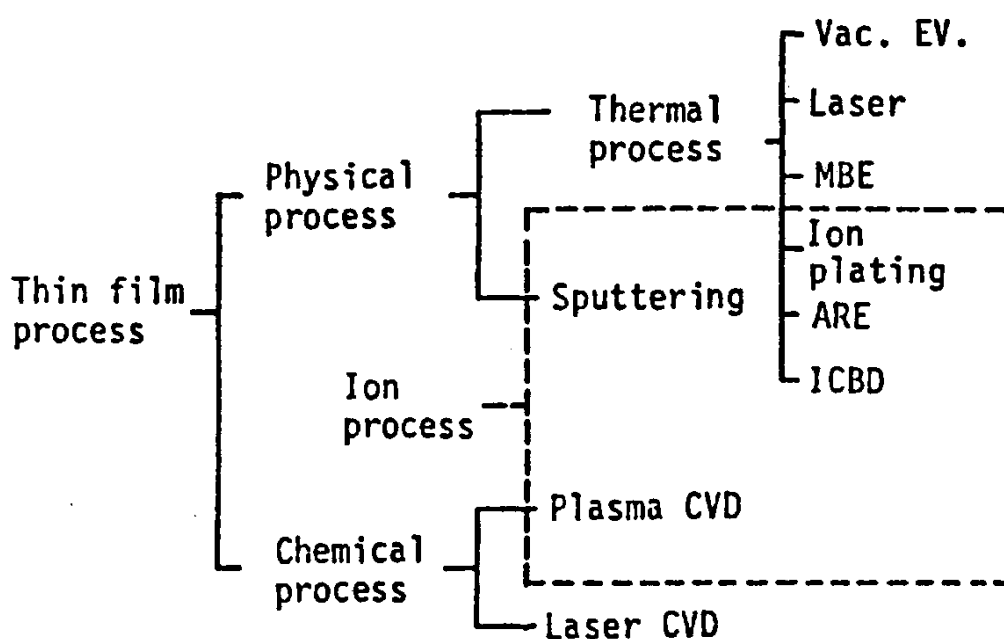 Vac. EV.
Thermal
process
Laser
Physical
process
MBE
Ion
plating
Thin film
process
Sputtering
ARE
Ion
process
ICBD
Plasma CVD
Chemical
process
Laser CVD